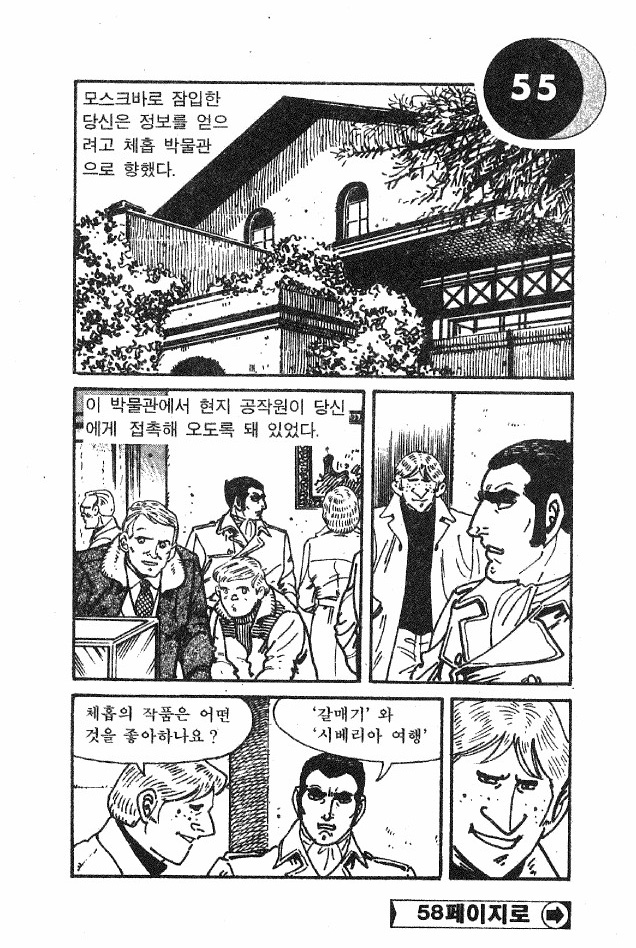 55
모스크바로 잠입한
당신은 정보를 얻으
려고 체홉 박물관
으로 향했다.
이 박물관에서 현지 공작원이 당신
에게 접촉해 오도록 돼 있었다.
체홉의 작품은 어떤
것을 좋아하나요?
‘갈매기’ 와
‘시베리아 여행’
58페이지로